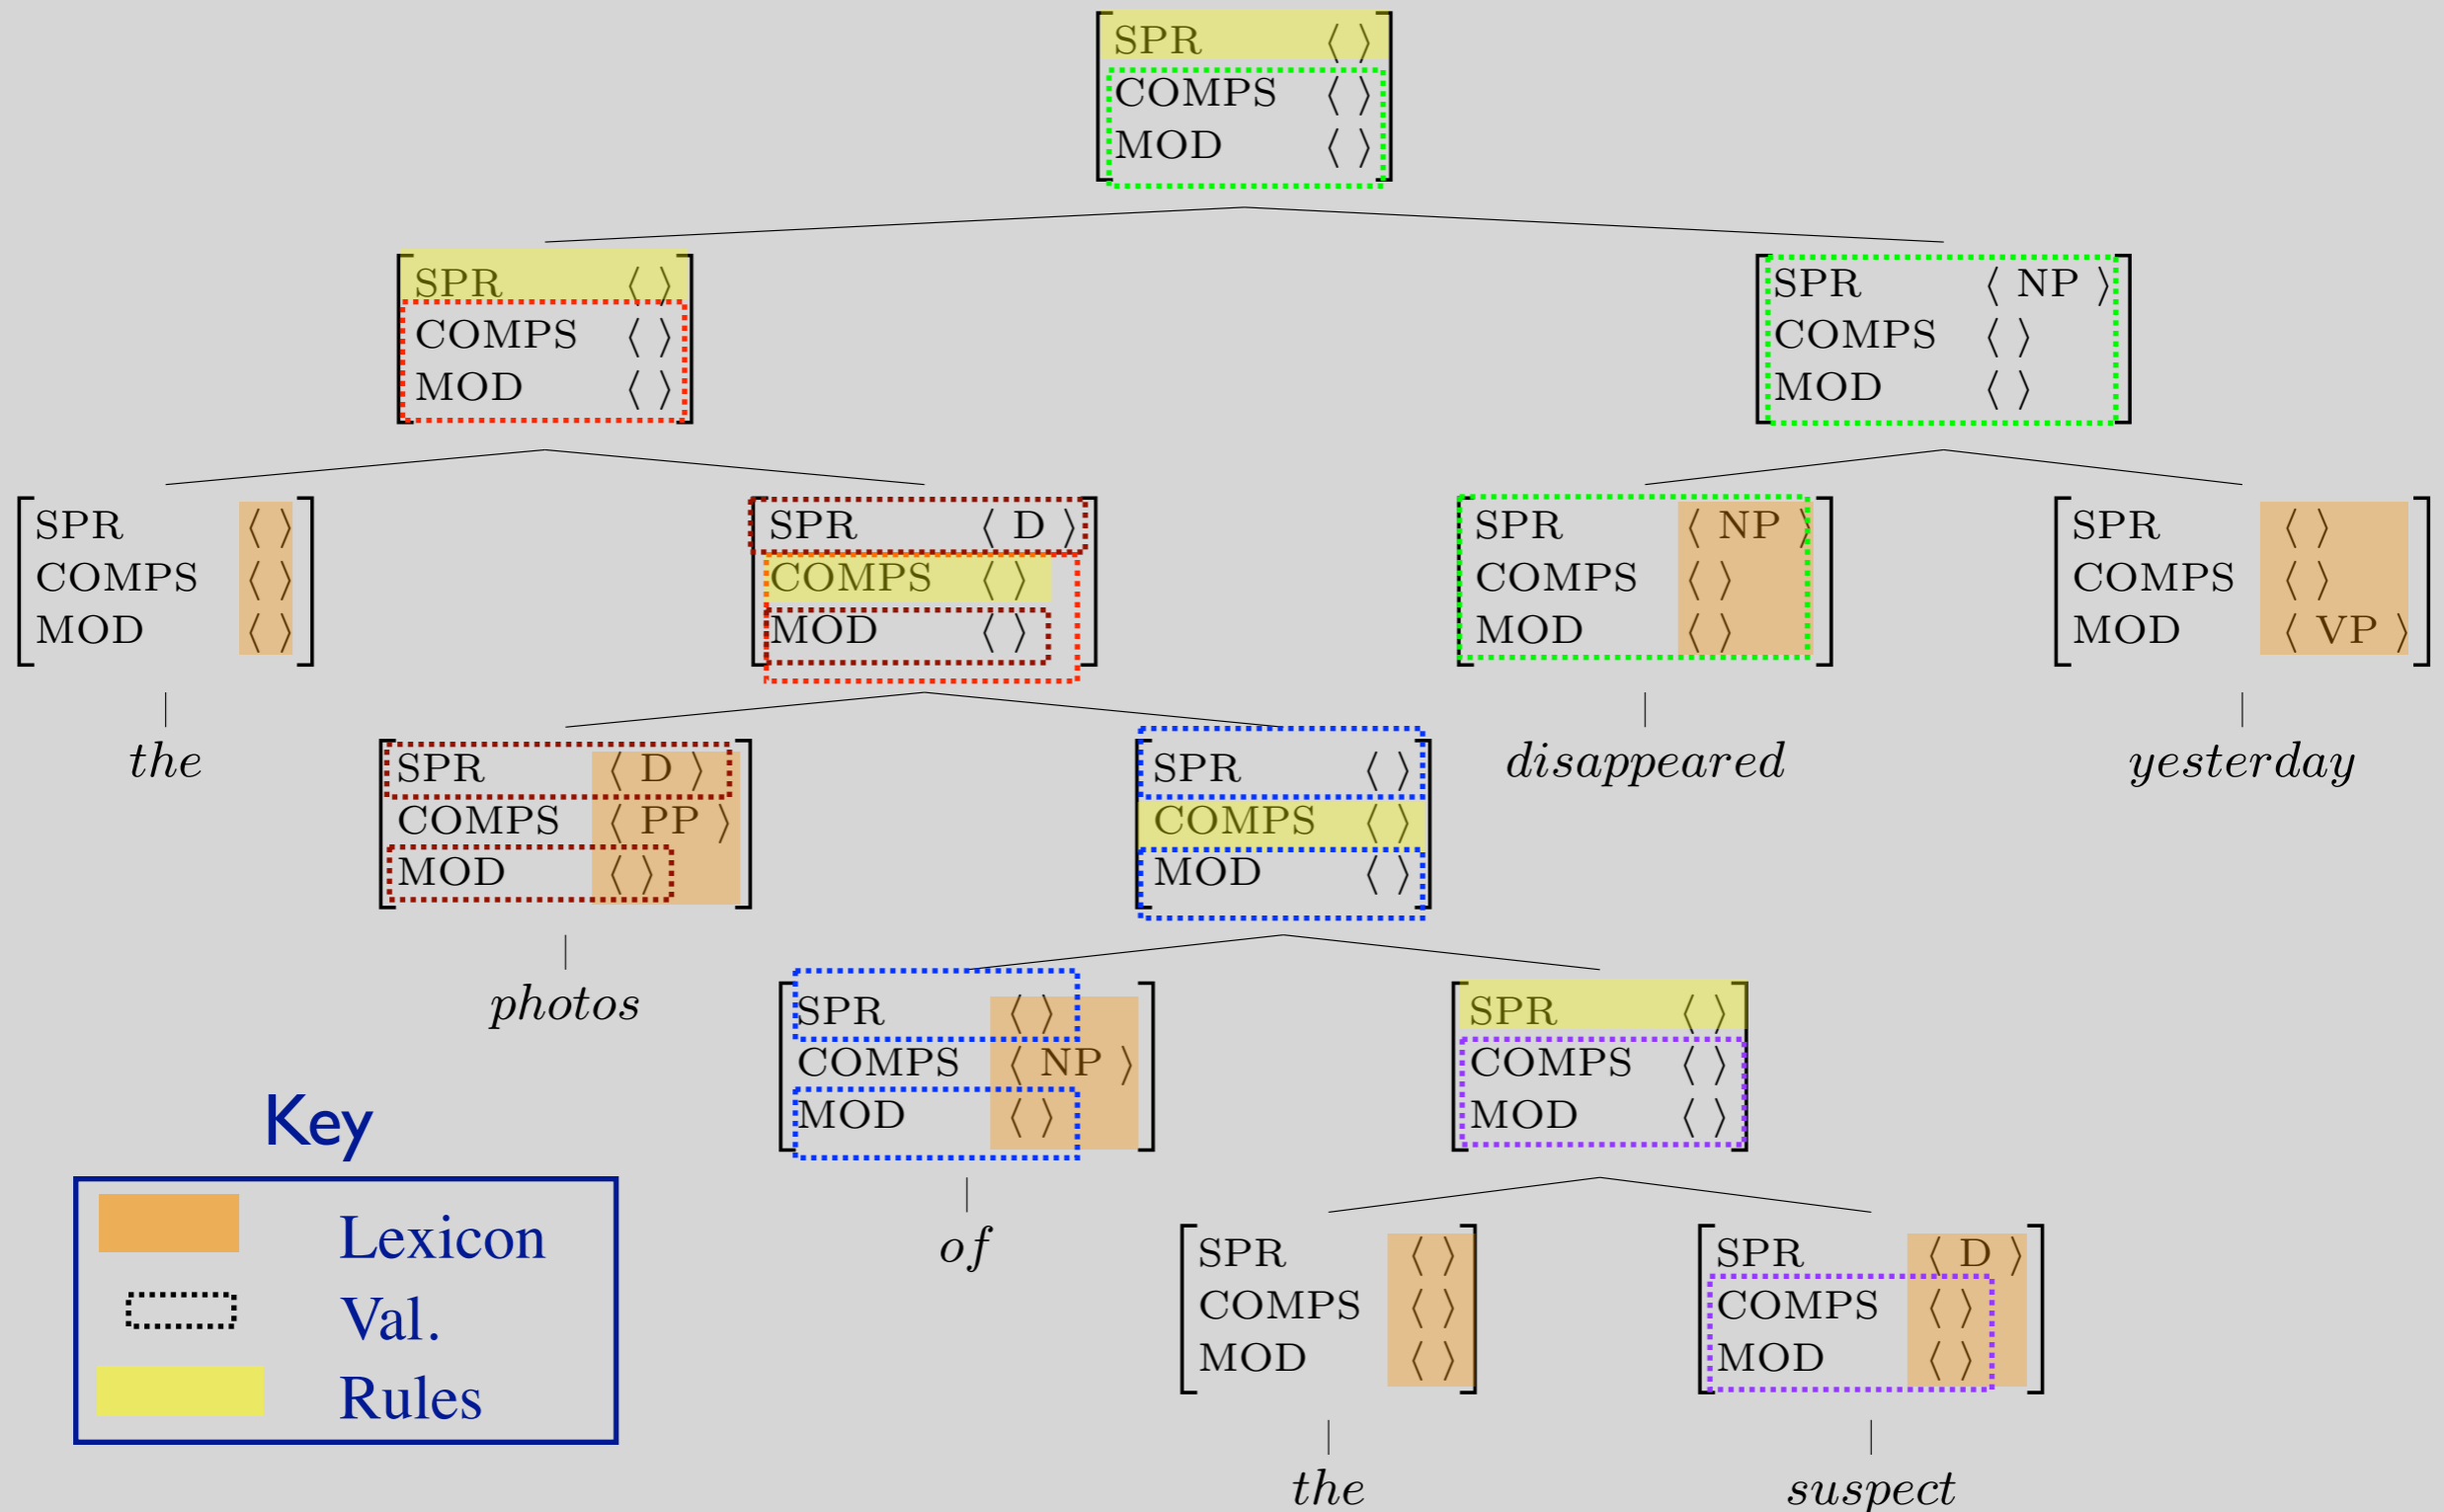 SPR ⟨ ⟩
COMPS ⟨ ⟩
MOD ⟨ ⟩
SPR ⟨ ⟩
COMPS ⟨ ⟩
MOD ⟨ ⟩
SPR ⟨ NP ⟩
COMPS ⟨ ⟩
MOD ⟨ ⟩
SPR ⟨ ⟩
COMPS ⟨ ⟩
MOD ⟨ ⟩
the
SPR ⟨ D ⟩
COMPS ⟨ ⟩
MOD ⟨ ⟩
SPR ⟨ NP ⟩
COMPS ⟨ ⟩
MOD ⟨ ⟩
disappeared
SPR ⟨ ⟩
COMPS ⟨ ⟩
MOD ⟨ VP ⟩
yesterday
SPR ⟨ D ⟩
COMPS ⟨ PP ⟩
MOD ⟨ ⟩
photos
SPR ⟨ ⟩
COMPS ⟨ ⟩
MOD ⟨ ⟩
SPR ⟨ ⟩
COMPS ⟨ NP ⟩
MOD ⟨ ⟩
of
SPR ⟨ ⟩
COMPS ⟨ ⟩
MOD ⟨ ⟩
SPR ⟨ ⟩
COMPS ⟨ ⟩
MOD ⟨ ⟩
the
SPR ⟨ D ⟩
COMPS ⟨ ⟩
MOD ⟨ ⟩
suspect
Key
Lexicon
Val.
Rules